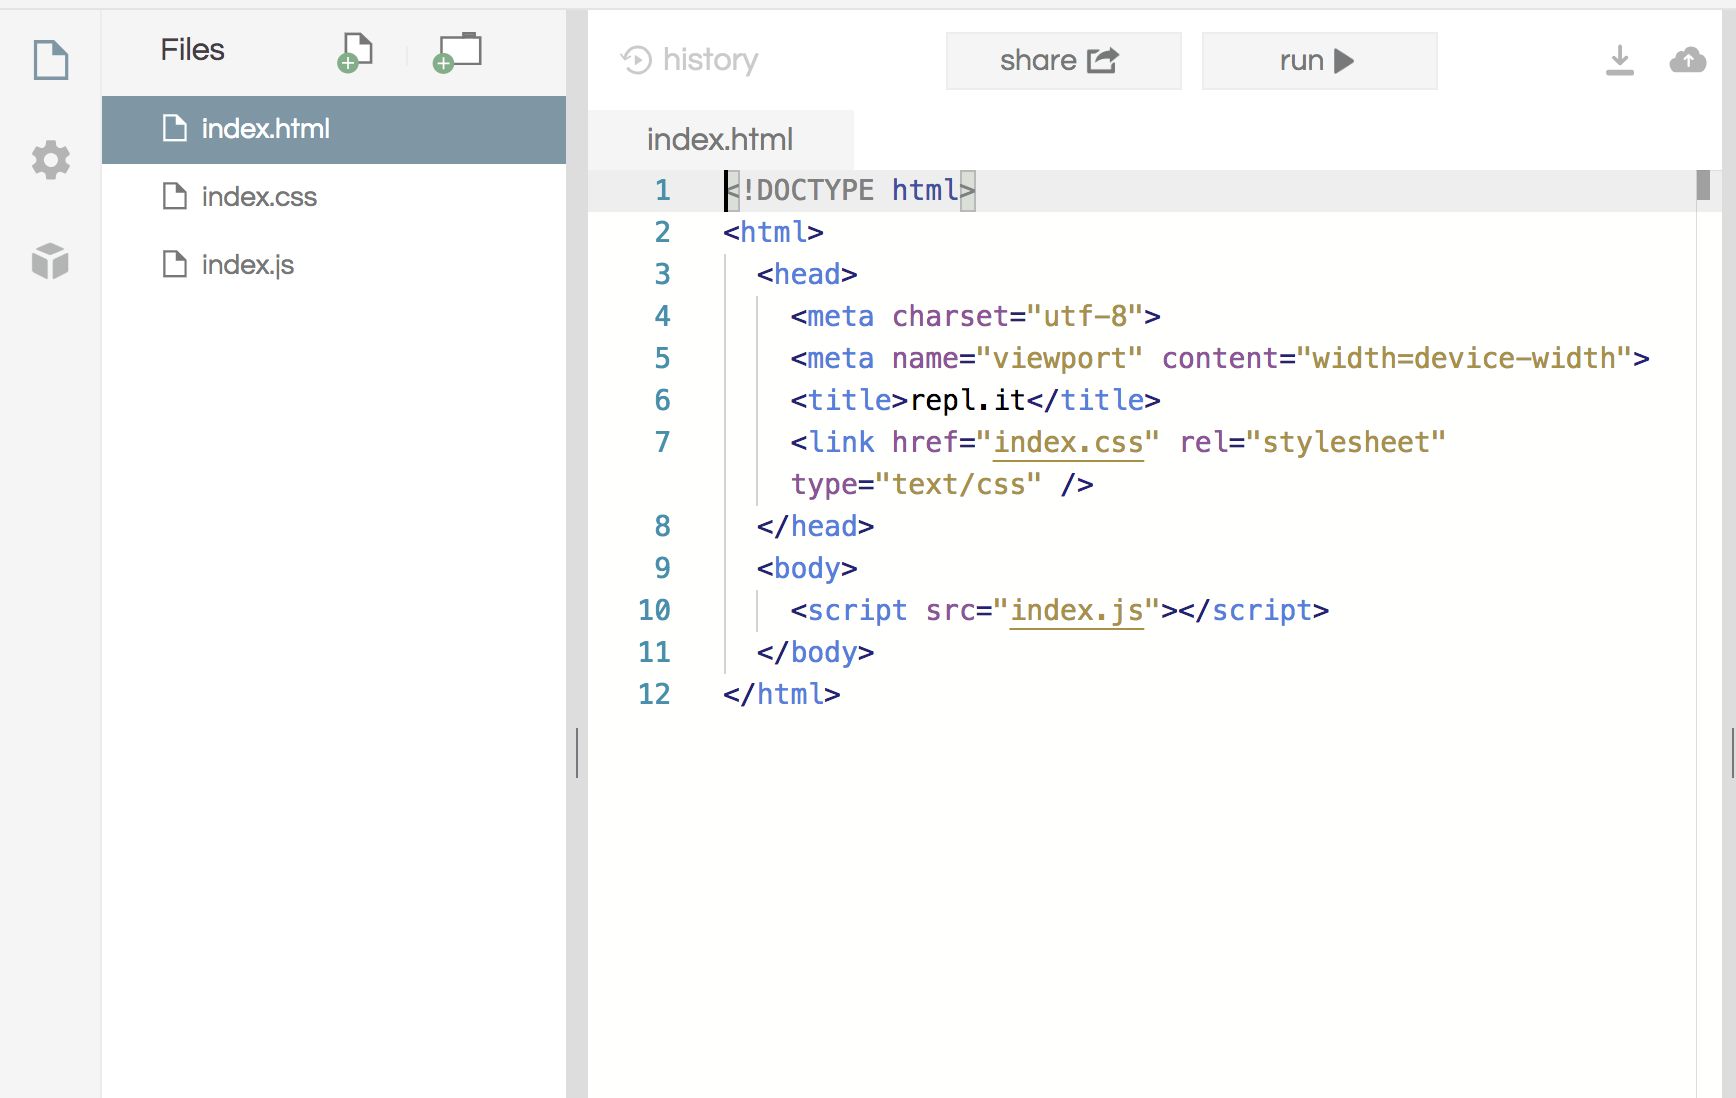 Files
index.html
index.css
index.js
history
share
run
index.html
1 <!DOCTYPE html>
2 <html>
3 <head>
4 <meta charset="utf-8">
5 <meta name="viewport" content="width=device-width">
6 <title>repl.it</title>
7 <link href="index.css" rel="stylesheet"
type="text/css" />
8 </head>
9 <body>
10 <script src="index.js"></script>
11 </body>
12 </html>